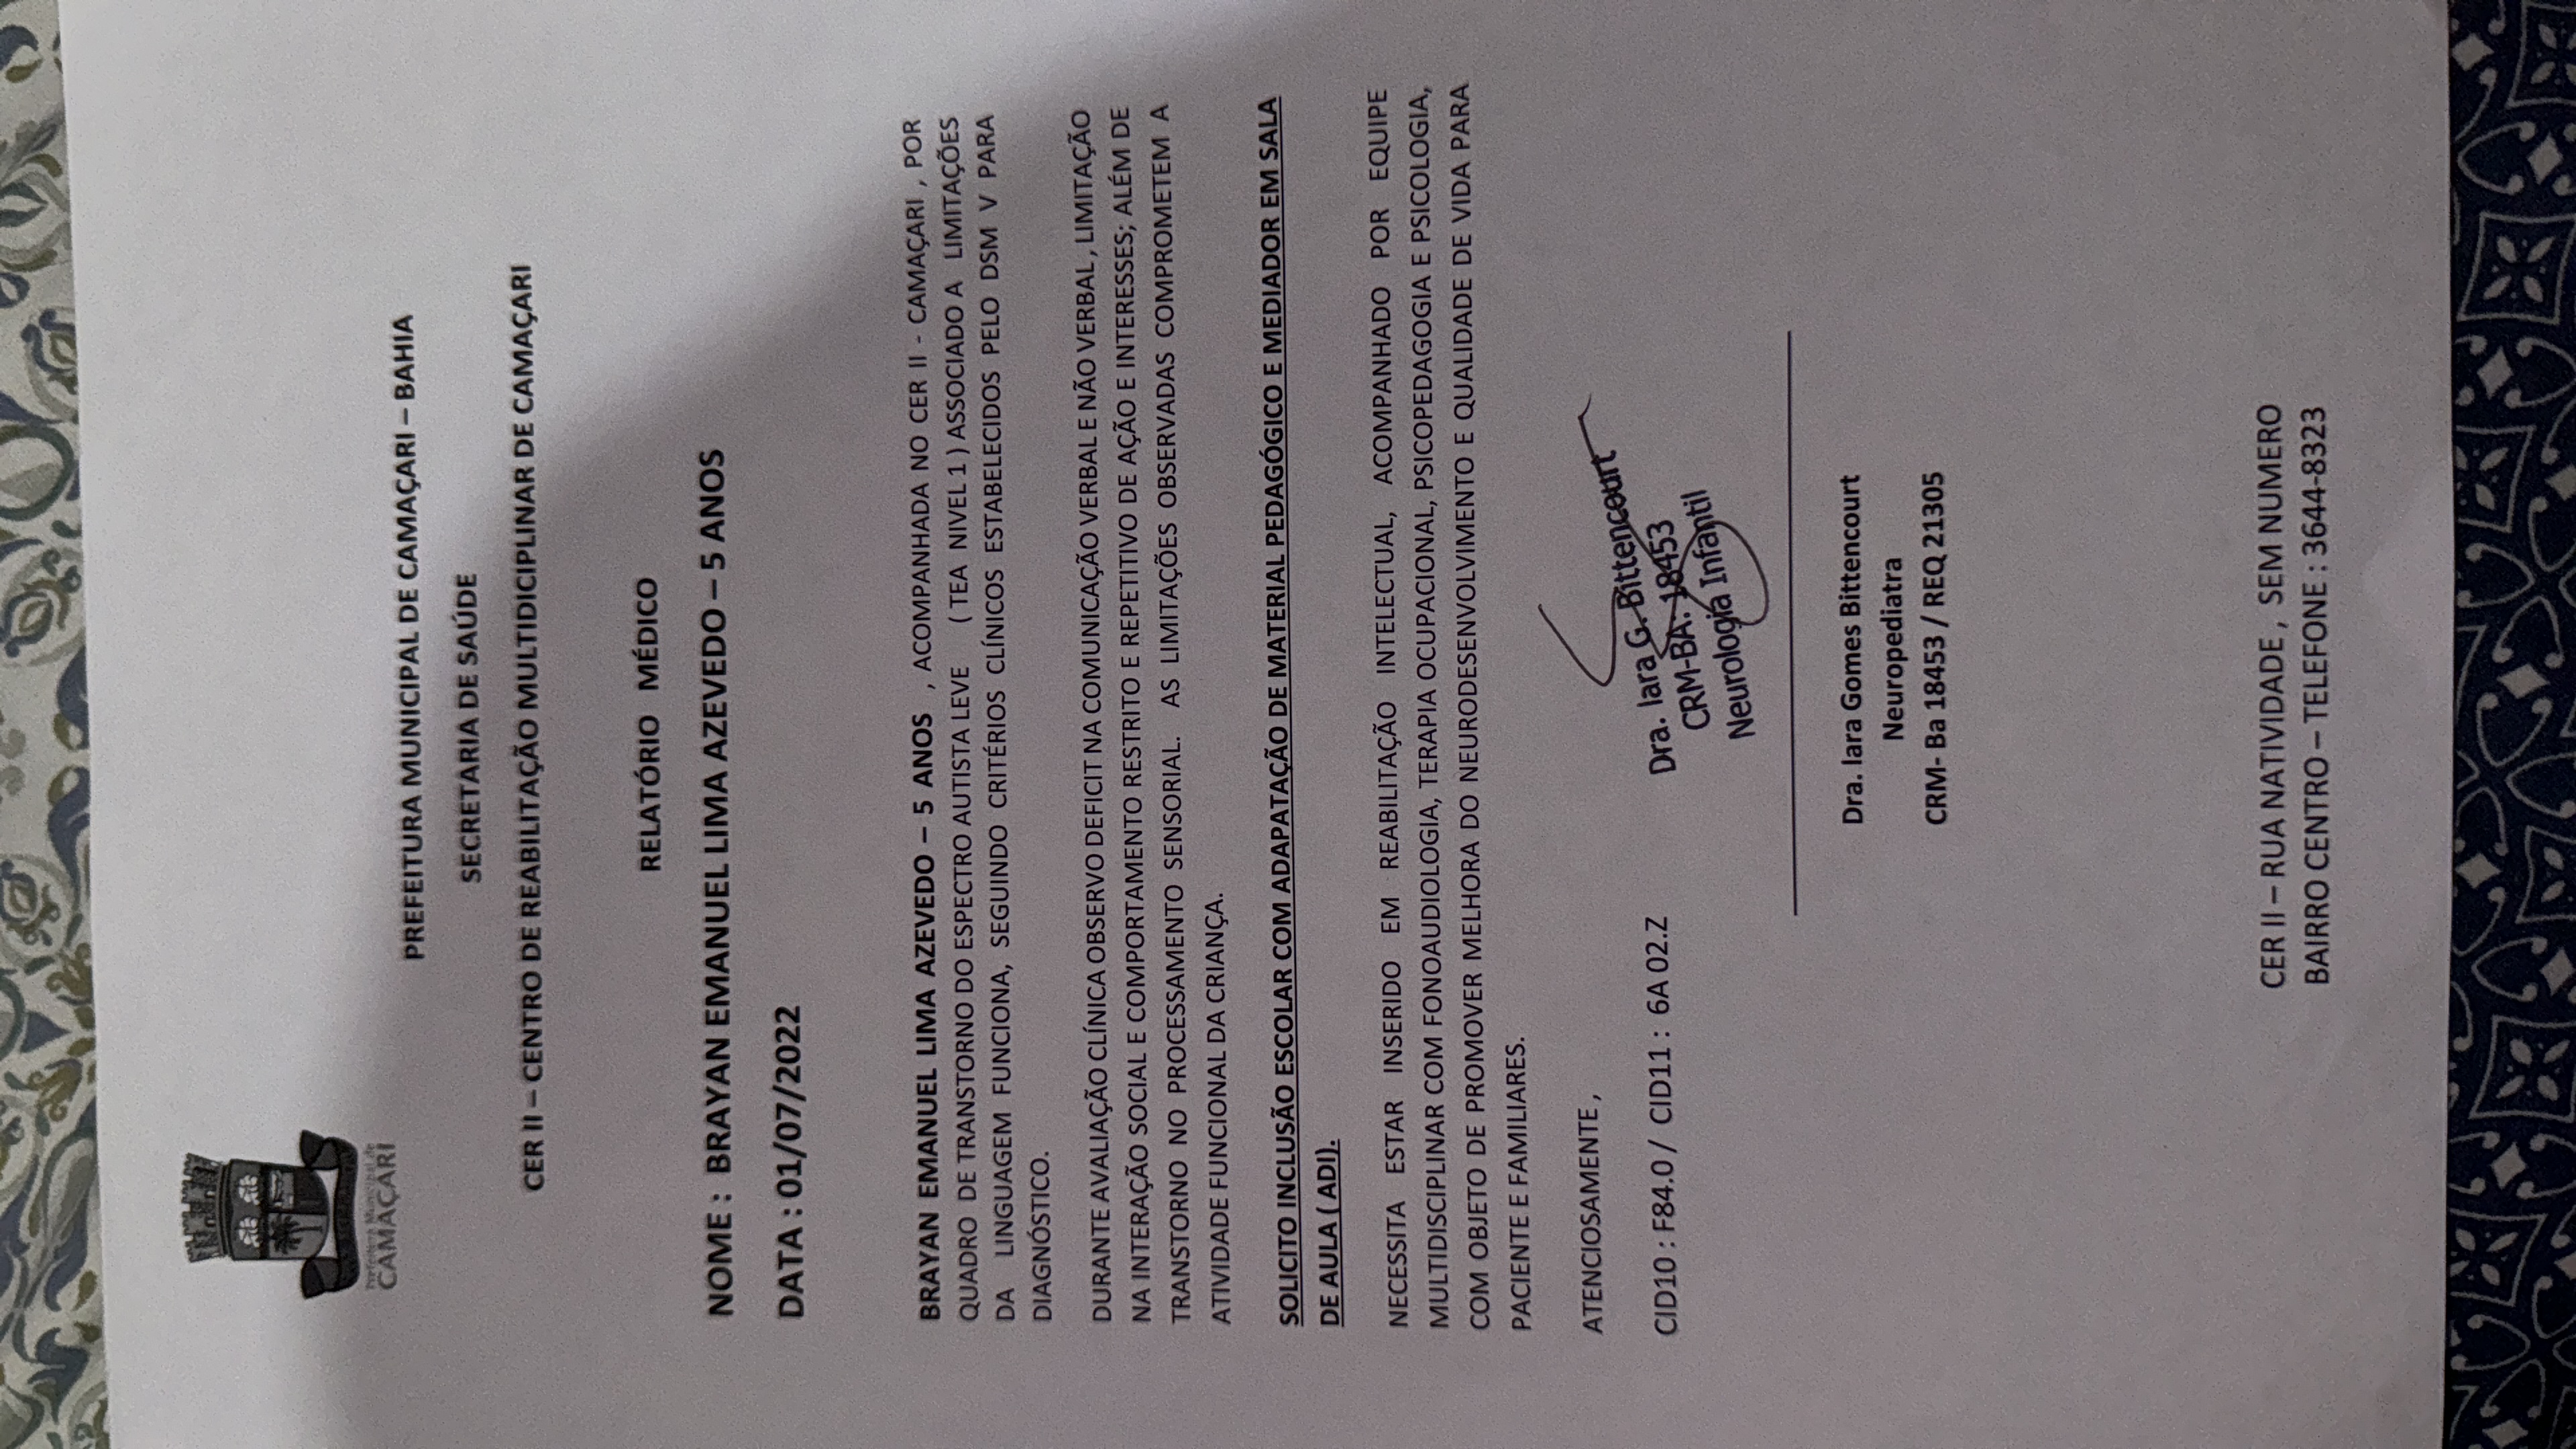 Prefeitura Municipal de
CAMAÇARI
PREFEITURA MUNICIPAL DE CAMAÇARI – BAHIA
SECRETARIA DE SAÚDE
CER II – CENTRO DE REABILITAÇÃO MULTIDICIPLINAR DE CAMAÇARI
RELATÓRIO MÉDICO
NOME : BRAYAN EMANUEL LIMA AZEVEDO – 5 ANOS
DATA : 01/07/2022
BRAYAN EMANUEL LIMA AZEVEDO – 5 ANOS , ACOMPANHADA NO CER II - CAMAÇARI , POR
QUADRO DE TRANSTORNO DO ESPECTRO AUTISTA LEVE ( TEA NIVEL 1 ) ASSOCIADO A LIMITAÇÕES
DA LINGUAGEM FUNCIONA, SEGUINDO CRITÉRIOS CLÍNICOS ESTABELECIDOS PELO DSM V PARA
DIAGNÓSTICO.
DURANTE AVALIAÇÃO CLÍNICA OBSERVO DEFICIT NA COMUNICAÇÃO VERBAL E NÃO VERBAL , LIMITAÇÃO
NA INTERAÇÃO SOCIAL E COMPORTAMENTO RESTRITO E REPETITIVO DE AÇÃO E INTERESSES; ALÉM DE
TRANSTORNO NO PROCESSAMENTO SENSORIAL. AS LIMITAÇÕES OBSERVADAS COMPROMETEM A
ATIVIDADE FUNCIONAL DA CRIANÇA.
SOLICITO INCLUSÃO ESCOLAR COM ADAPATAÇÃO DE MATERIAL PEDAGÓGICO E MEDIADOR EM SALA
DE AULA ( ADI).
NECESSITA ESTAR INSERIDO EM REABILITAÇÃO INTELECTUAL, ACOMPANHADO POR EQUIPE
MULTIDISCIPLINAR COM FONOAUDIOLOGIA, TERAPIA OCUPACIONAL, PSICOPEDAGOGIA E PSICOLOGIA,
COM OBJETO DE PROMOVER MELHORA DO NEURODESENVOLVIMENTO E QUALIDADE DE VIDA PARA
PACIENTE E FAMILIARES.
ATENCIOSAMENTE ,
CID10 : F84.0 / CID11 : 6A 02.Z
Dra. Iara G. Bittencourt
CRM-BA: 18453
Neurologia Infantil
Dra. Iara Gomes Bittencourt
Neuropediatra
CRM- Ba 18453 / REQ 21305
CER II – RUA NATIVIDADE , SEM NUMERO
BAIRRO CENTRO – TELEFONE : 3644-8323